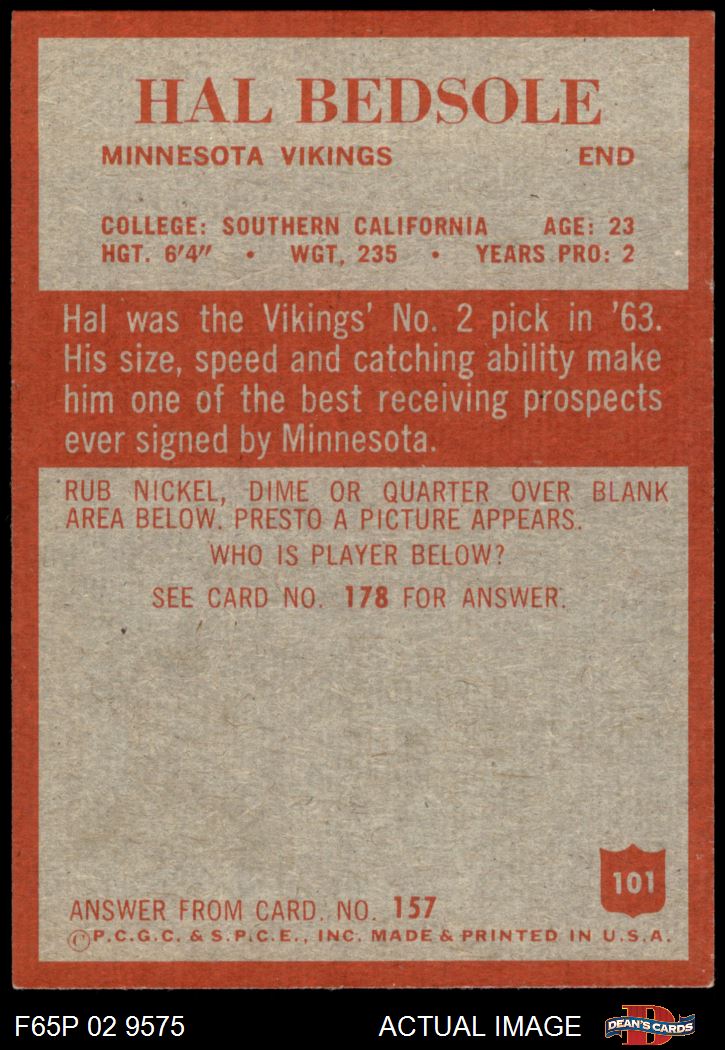 HAL BEDSOLE
MINNESOTA VIKINGS END
COLLEGE: SOUTHERN CALIFORNIA AGE: 23
HGT. 6'4" • WGT. 235 • YEARS PRO: 2
Hal was the Vikings' No. 2 pick in '63.
His size, speed and catching ability make
him one of the best receiving prospects
ever signed by Minnesota.
RUB NICKEL, DIME OR QUARTER OVER BLANK
AREA BELOW. PRESTO A PICTURE APPEARS.
WHO IS PLAYER BELOW?
SEE CARD NO. 178 FOR ANSWER.
101
ANSWER FROM CARD. NO. 157
©P.C.G.C. & S.P.C.E., INC. MADE & PRINTED IN U.S.A.
F65P 02 9575 ACTUAL IMAGE
DEAN'S CARDS